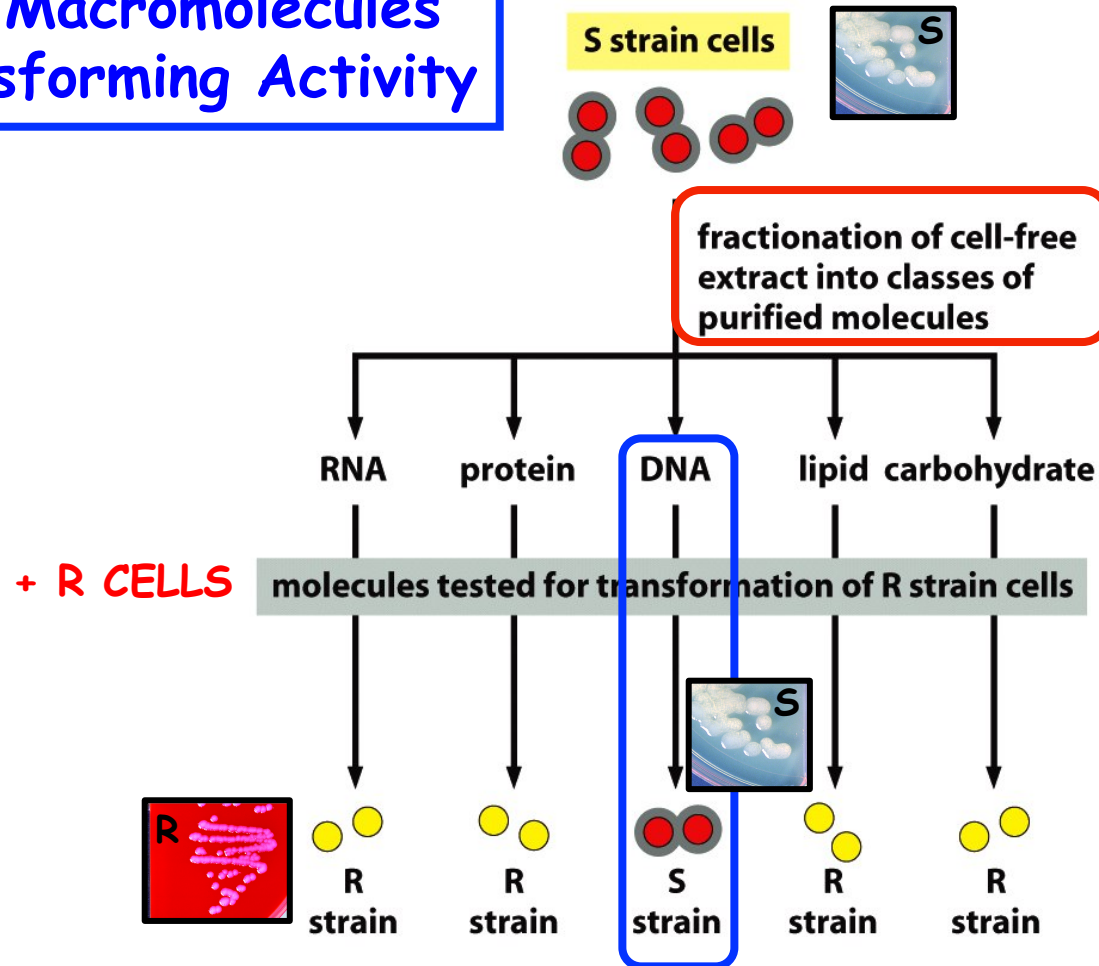 Macromolecules
sforming Activity
S strain cells
S
fractionation of cell-free
extract into classes of
purified molecules
RNA protein DNA lipid carbohydrate
+ R CELLS molecules tested for transformation of R strain cells
S
R
R R S R R
strain strain strain strain strain